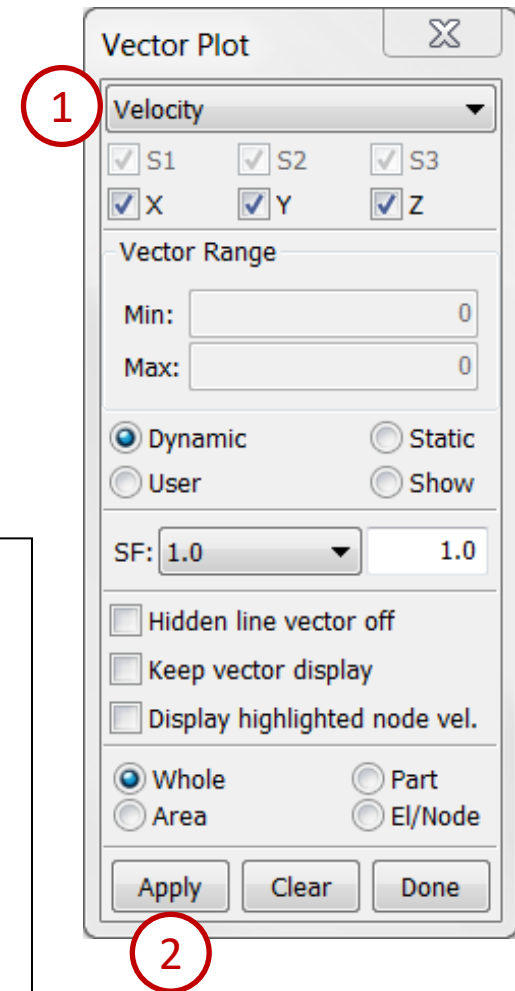 Vector Plot
1
Velocity
S1 S2 S3
X Y Z
Vector Range
Min: 0
Max: 0
Dynamic Static
User Show
SF: 1.0 1.0
Hidden line vector off
Keep vector display
Display highlighted node vel.
Whole Part
Area El/Node
Apply Clear Done
2